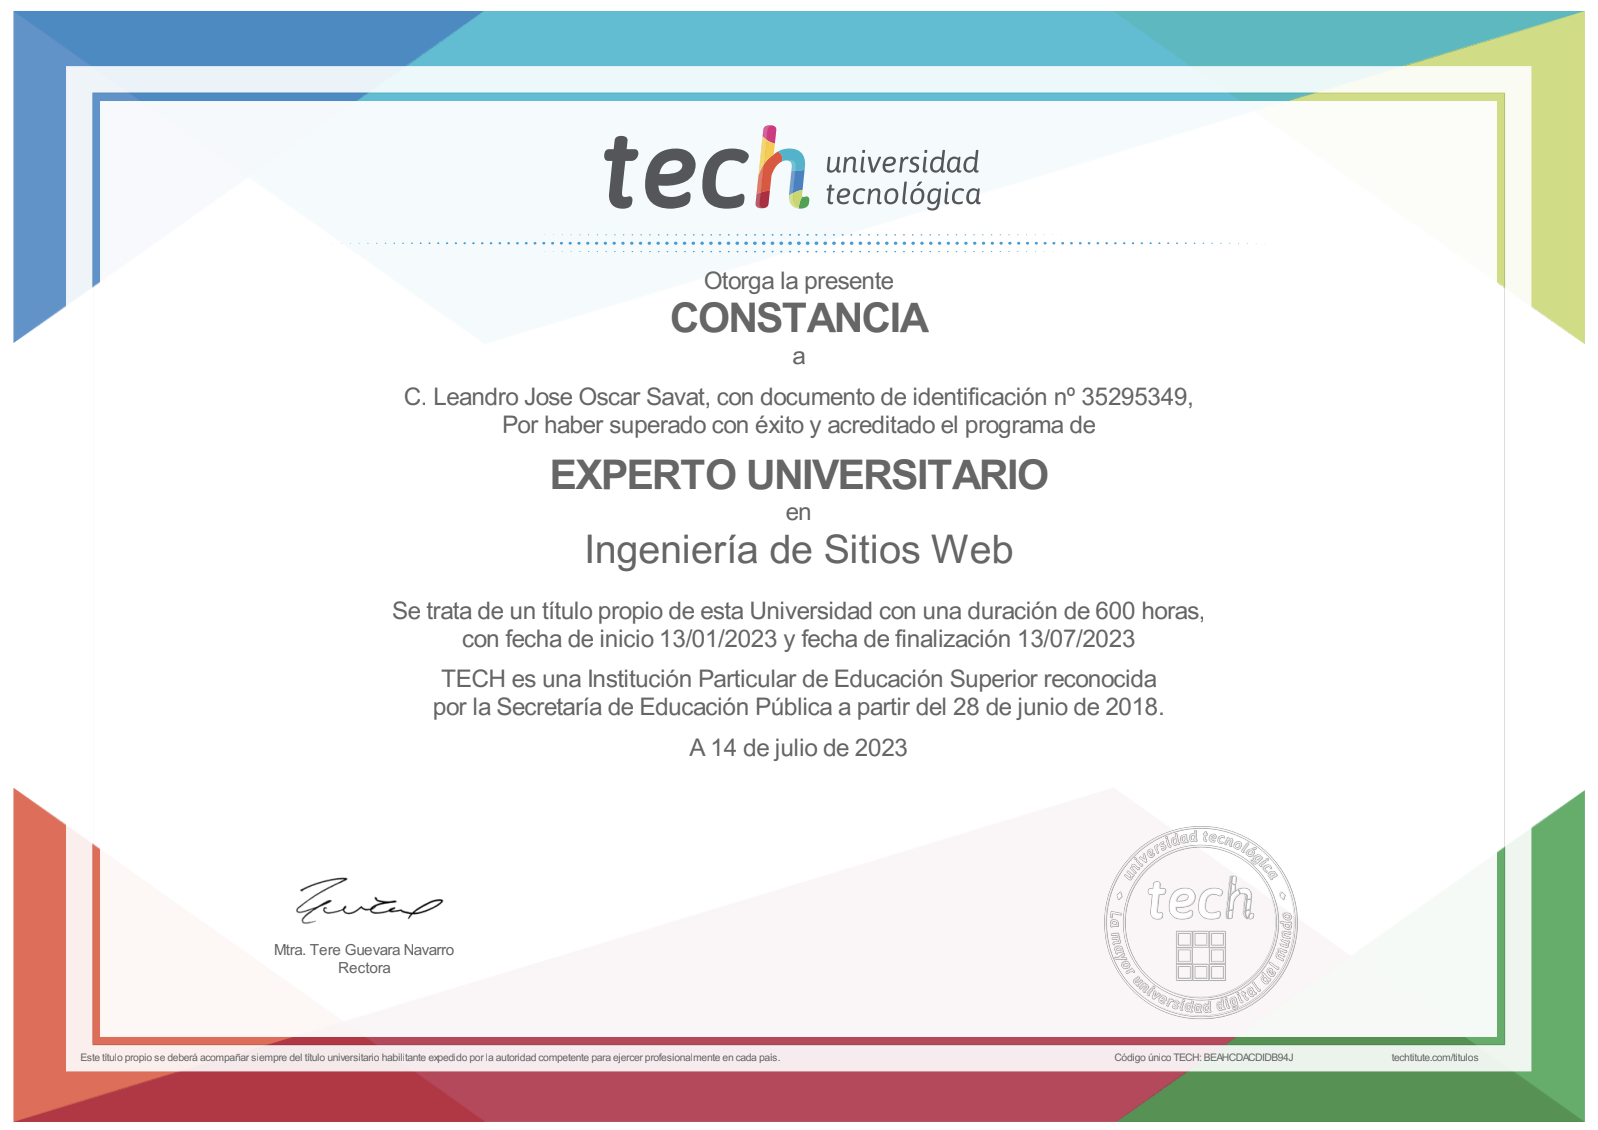 tech universidad
tecnológica
Otorga la presente
CONSTANCIA
a
C. Leandro Jose Oscar Savat, con documento de identificación nº 35295349,
Por haber superado con éxito y acreditado el programa de
EXPERTO UNIVERSITARIO
en
Ingeniería de Sitios Web
Se trata de un título propio de esta Universidad con una duración de 600 horas,
con fecha de inicio 13/01/2023 y fecha de finalización 13/07/2023
TECH es una Institución Particular de Educación Superior reconocida
por la Secretaría de Educación Pública a partir del 28 de junio de 2018.
A 14 de julio de 2023
universidad tecnológica
tech
La mayor universidad digital del mundo
Mtra. Tere Guevara Navarro
Rectora
Este título propio se deberá acompañar siempre del título universitario habilitante expedido por la autoridad competente para ejercer profesionalmente en cada país.
Código único TECH: BEAHCDACDIDB94J
techtitute.com/titulos